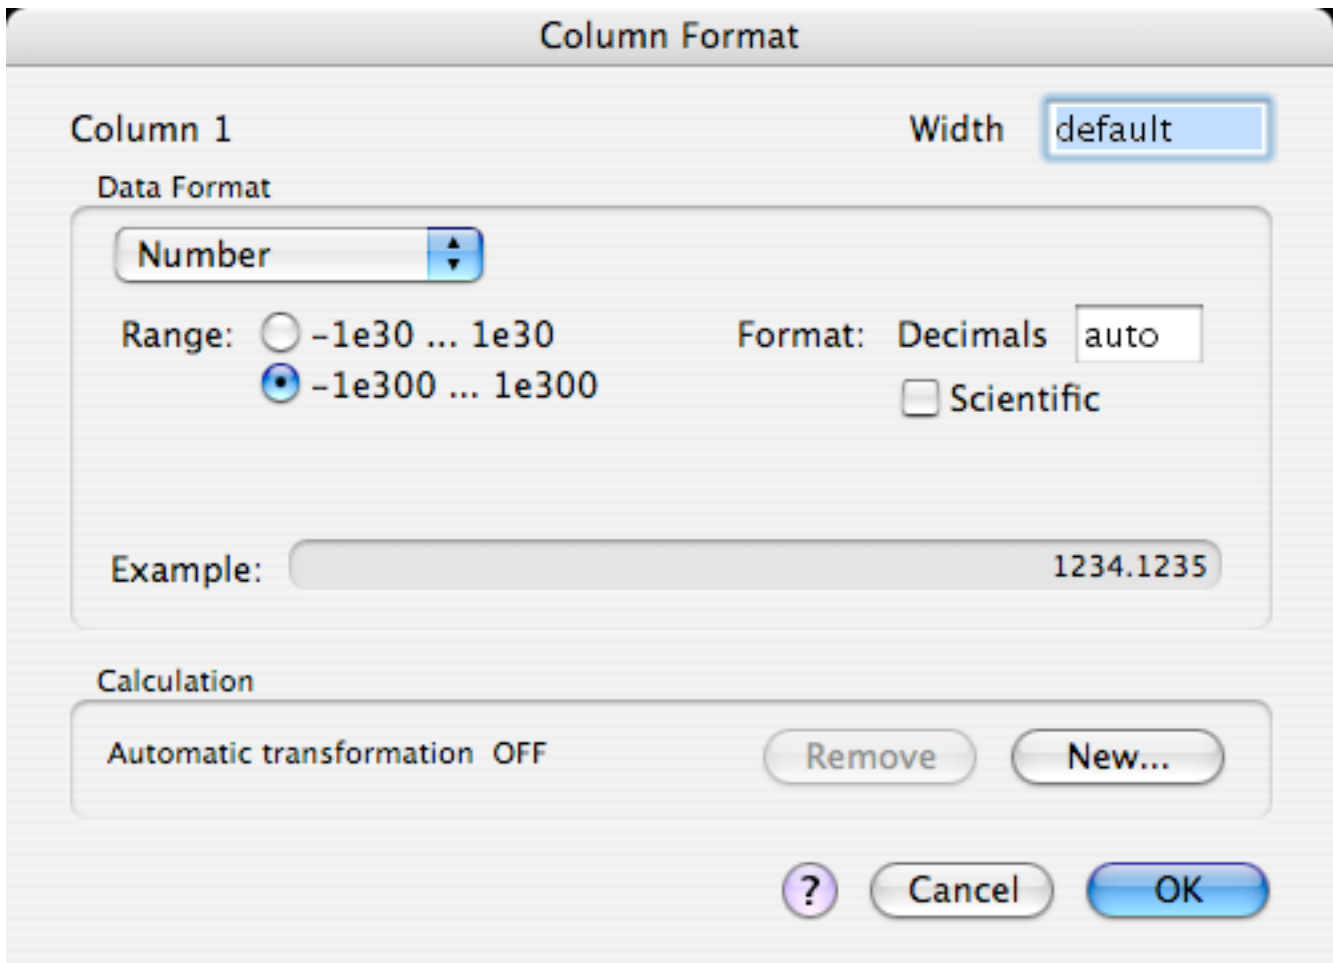 Column Format
Column 1 Width default
Data Format
Number
Range: -1e30 ... 1e30 Format: Decimals auto
-1e300 ... 1e300 Scientific
Example: 1234.1235
Calculation
Automatic transformation OFF Remove New...
? Cancel OK